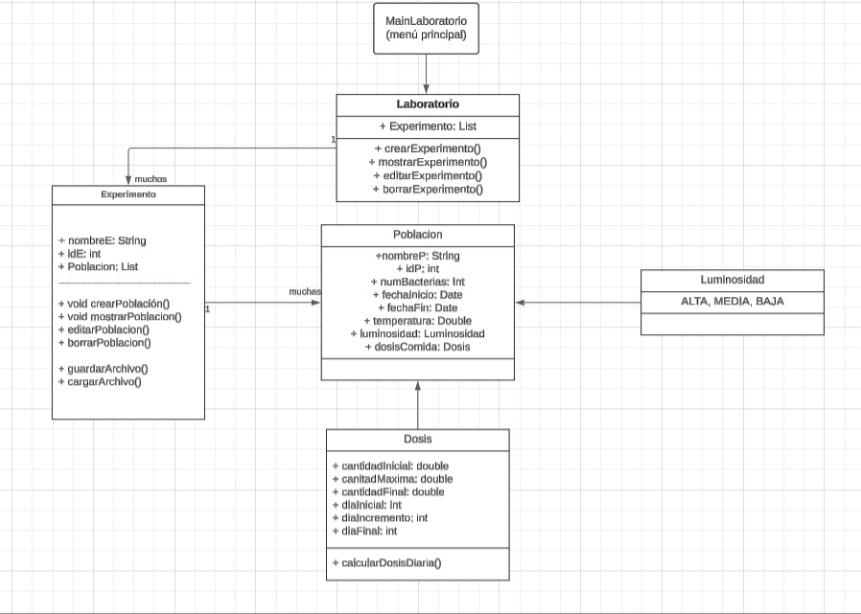 MainLaboratorio
(menú principal)
Laboratorio
+ Experimento: List
+ crearExperimento()
+ mostrarExperimento()
+ editarExperimento()
+ borrarExperimento()
1
muchos
Experimento
+ nombreE: String
+ idE: int
+ Poblacion: List
+ void crearPoblación()
+ void mostrarPoblacion()
+ editarPoblacion()
+ borrarPoblacion()
+ guardarArchivo()
+ cargarArchivo()
1
muchas
Poblacion
+nombreP: String
+ idP: int
+ numBacterias: Int
+ fechaInicio: Date
+ fechaFin: Date
+ temperatura: Double
+ luminosidad: Luminosidad
+ dosisComida: Dosis
Luminosidad
ALTA, MEDIA, BAJA
Dosis
+ cantidadInicial: double
+ canitadMaxima: double
+ cantidadFinal: double
+ diaInicial: int
+ diaIncremento: int
+ diaFinal: int
+ calcularDosisDiaria()